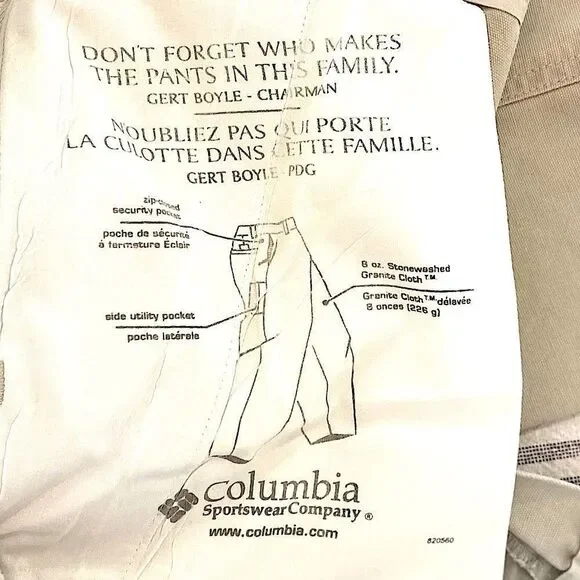 DON'T FORGET WHO MAKES
THE PANTS IN THIS FAMILY.
GERT BOYLE - CHAIRMAN
N'OUBLIEZ PAS QUI PORTE
LA CULOTTE DANS CETTE FAMILLE.
GERT BOYLE PDG
zip-closed
security pocket
poche de sécurité
à fermeture Éclair
8 oz. Stonewashed
Granite Cloth™
Granite Cloth™ délavée
8 onces (226 g)
side utility pocket
poche latérale
Columbia
Sportswear Company®
www.columbia.com
820560